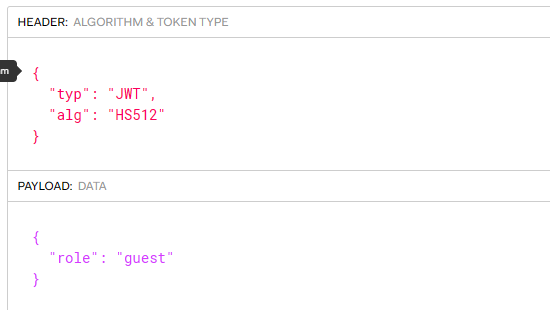 HEADER: ALGORITHM & TOKEN TYPE
m
{
"typ": "JWT",
"alg": "HS512"
}
PAYLOAD: DATA
{
"role": "guest"
}